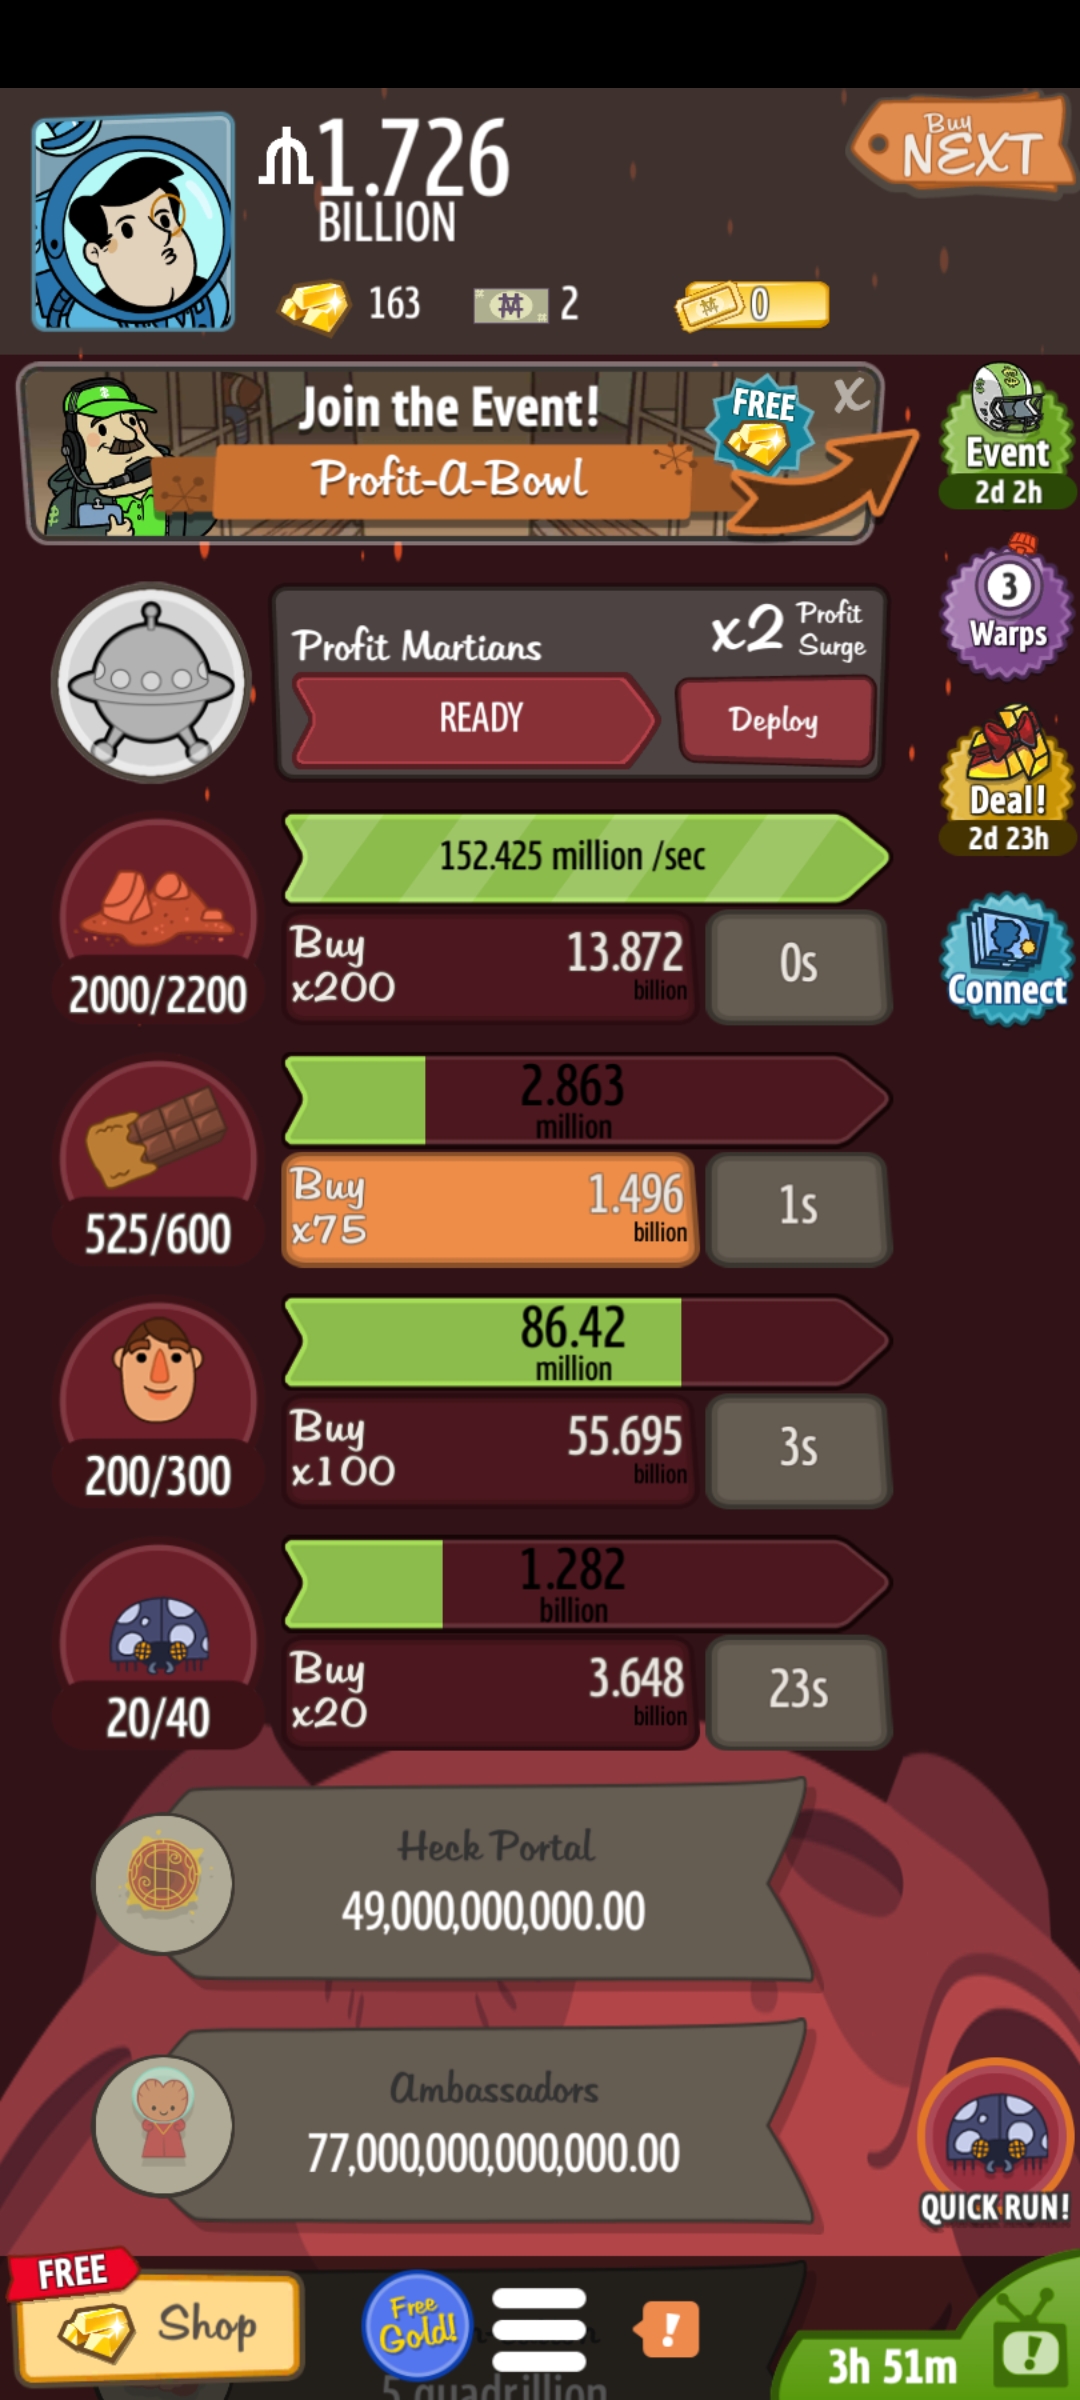 1.726
BILLION
Buy
NEXT
163
2
0
Join the Event!
FREE
X
Profit-A-Bowl
Event
2d 2h
3
Warps
Profit Martians
x2 Profit
Surge
READY
Deploy
Deal!
2d 23h
152.425 million /sec
Buy
x200
13.872
billion
0s
2000/2200
Connect
2.863
million
Buy
x75
1.496
billion
1s
525/600
86.42
million
Buy
x100
55.695
billion
3s
200/300
1.282
billion
Buy
x20
3.648
billion
23s
20/40
Heck Portal
49,000,000,000.00
Ambassadors
77,000,000,000,000.00
QUICK RUN!
FREE
Shop
Free
Gold!
!
!
3h 51m
5 quadrillion